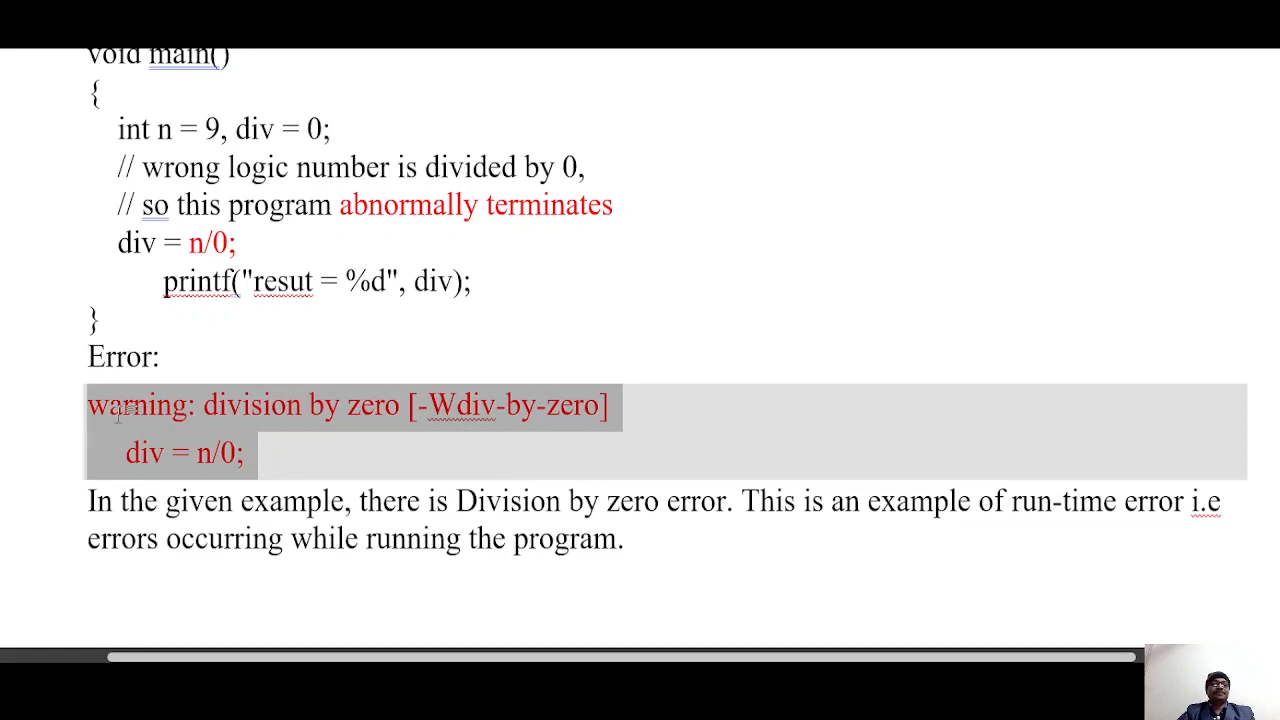 void main()
{
int n = 9, div = 0;
// wrong logic number is divided by 0,
// so this program abnormally terminates
div = n/0;
printf("resut = %d", div);
}
Error:
warning: division by zero [-Wdiv-by-zero]
div = n/0;
In the given example, there is Division by zero error. This is an example of run-time error i.e
errors occurring while running the program.